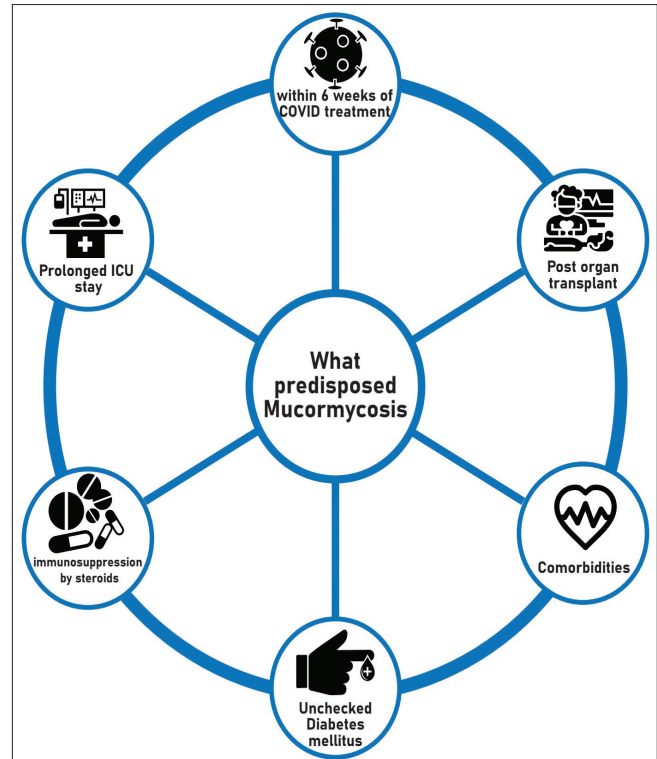 within 6 weeks of
COVID treatment
Prolonged ICU
stay
Post organ
transplant
What
predisposed
Mucormycosis
immunosuppression
by steroids
Comorbidities
Unchecked
Diabetes
mellitus